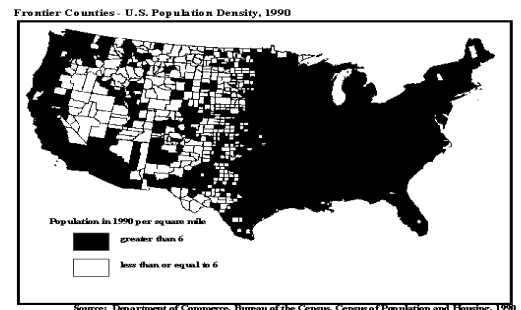 Frontier Counties - U.S. Population Density, 1990
Population in 1990 per square mile
greater than 6
less than or equal to 6
Source: Department of Commerce, Bureau of the Census, Census of Population and Housing, 1990